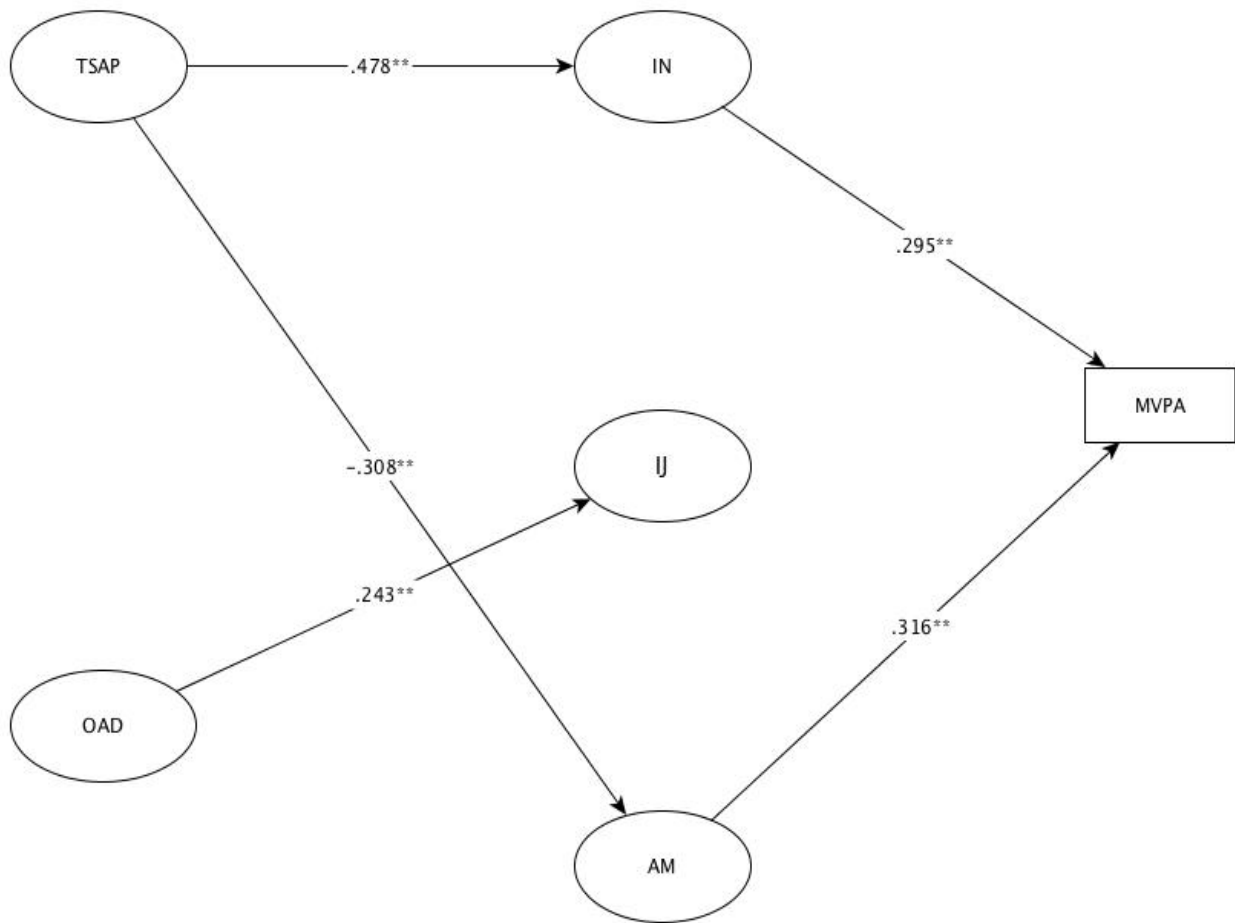 TSAP
.478**
IN
.295**
MVPA
-.308**
IJ
.243**
.316**
OAD
AM